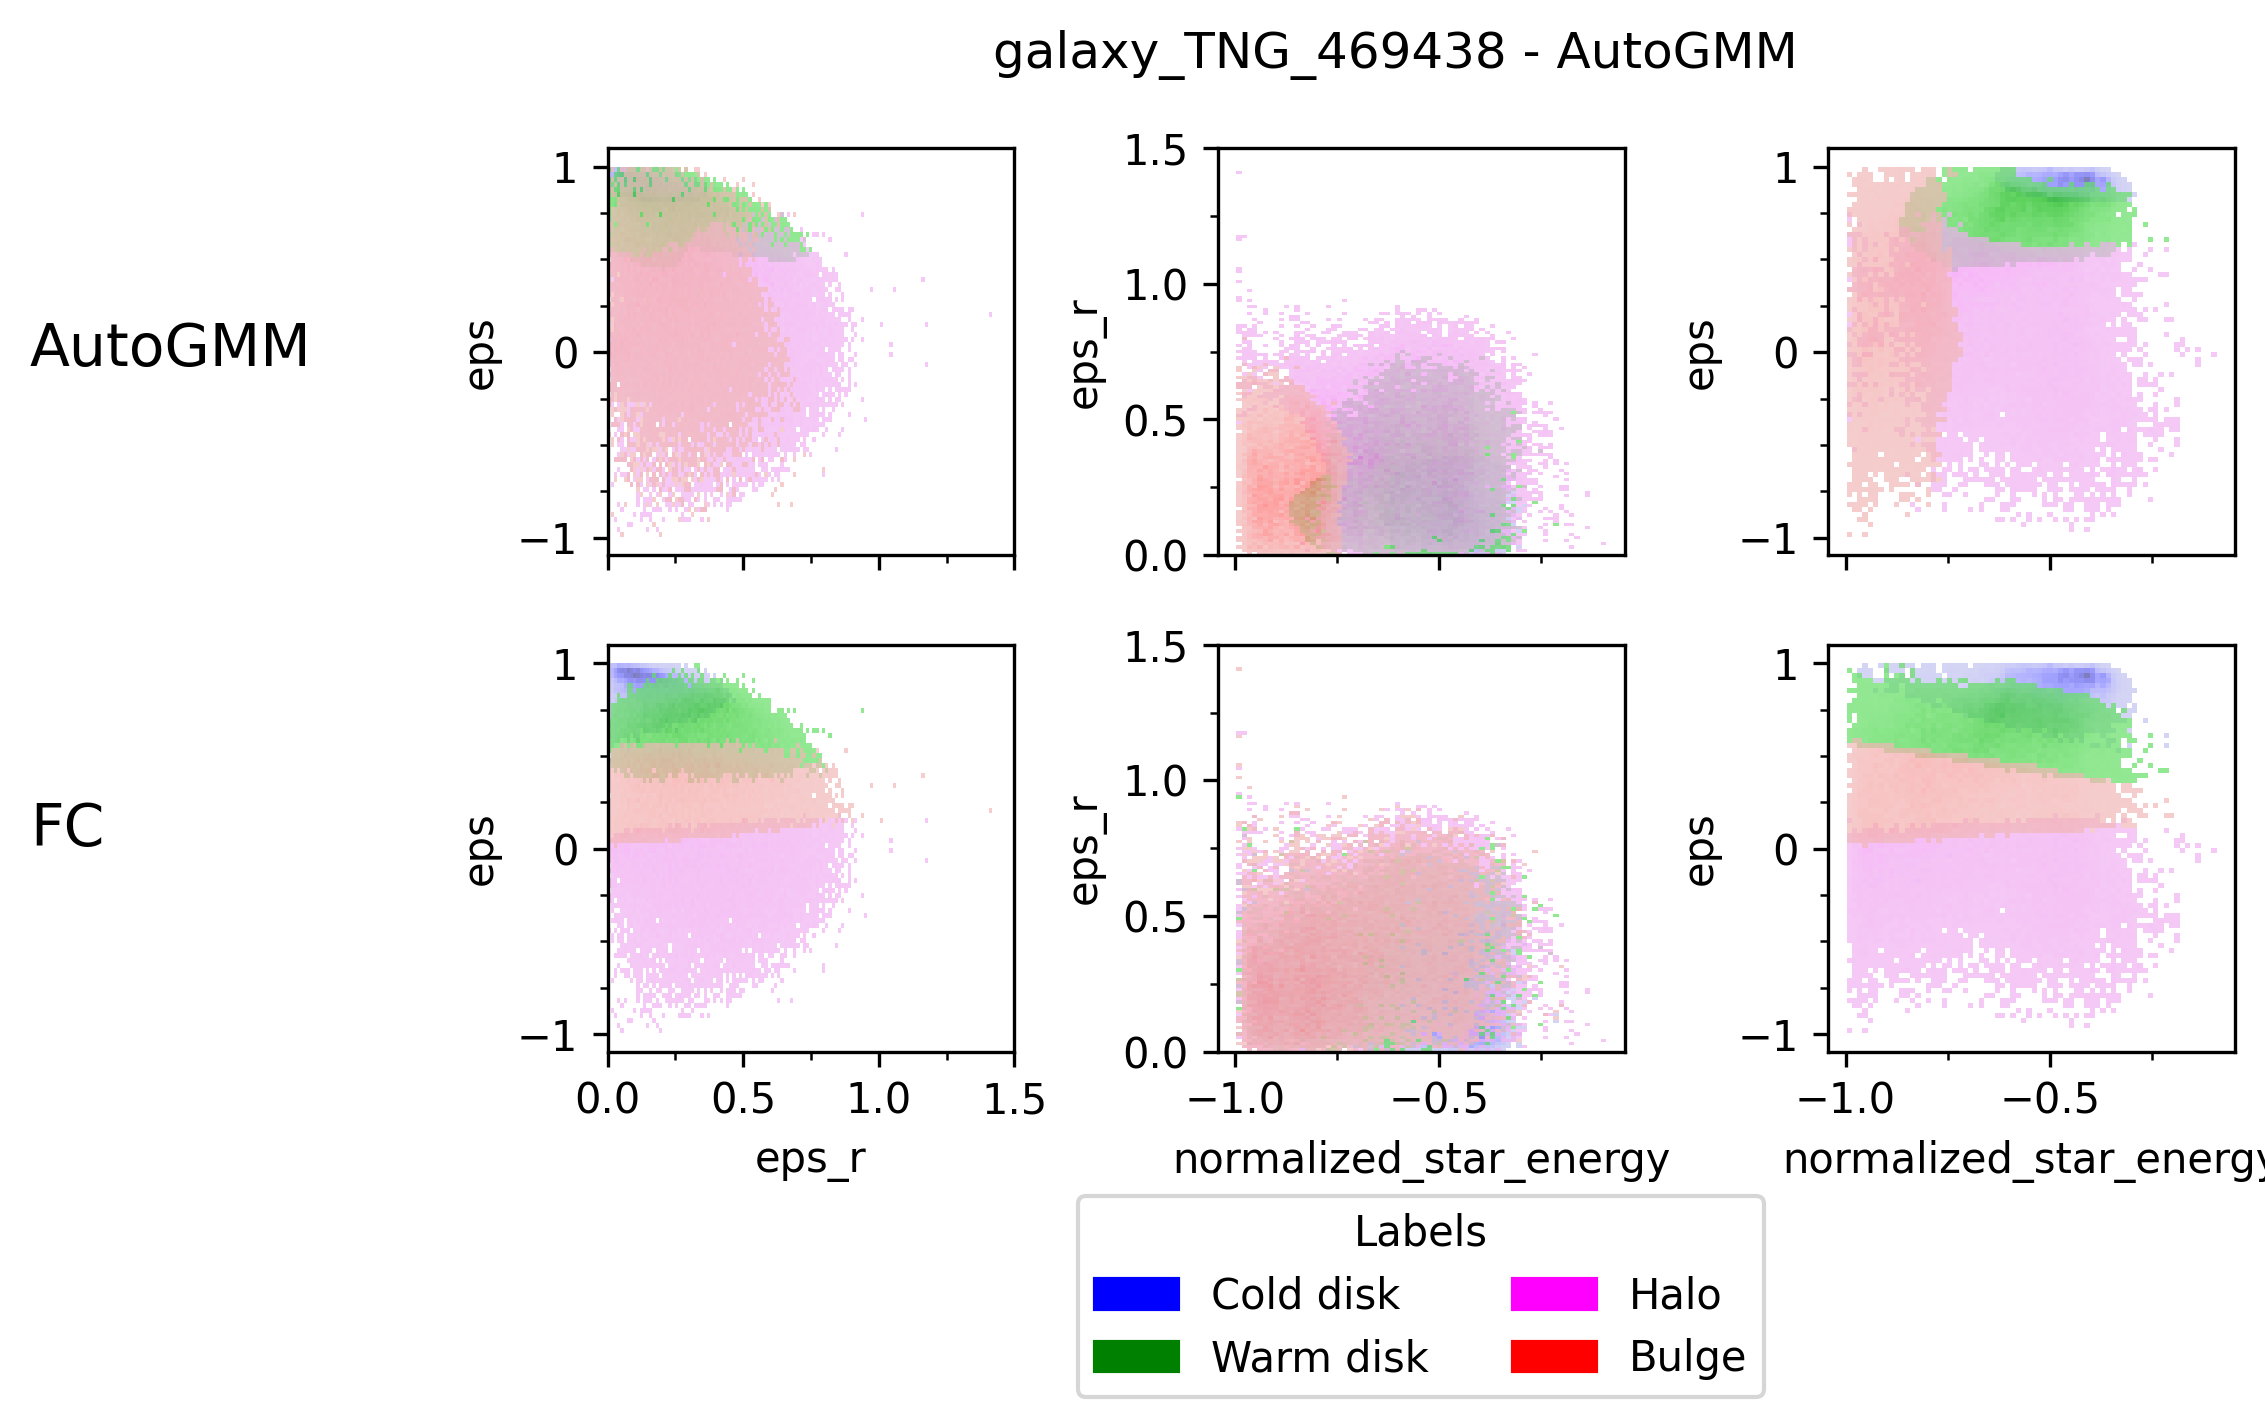 galaxy_TNG_469438 - AutoGMM
AutoGMM
eps
1
0
−1
eps_r
1.5
1.0
0.5
0.0
eps
1
0
−1
FC
eps
1
0
−1
0.0 0.5 1.0 1.5
eps_r
eps_r
1.5
1.0
0.5
0.0
−1.0 −0.5
normalized_star_energy
eps
1
0
−1
−1.0 −0.5
normalized_star_energy
Labels
Cold disk Halo
Warm disk Bulge